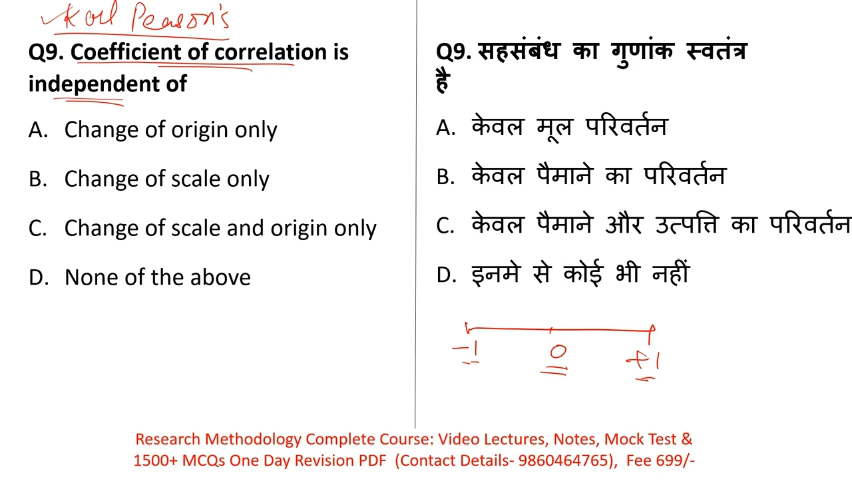 Karl Pearson's
Q9. Coefficient of correlation is
independent of
A. Change of origin only
B. Change of scale only
C. Change of scale and origin only
D. None of the above
Q9. सहसंबंध का गुणांक स्वतंत्र
है
A. केवल मूल परिवर्तन
B. केवल पैमाने का परिवर्तन
C. केवल पैमाने और उत्पत्ति का परिवर्तन
D. इनमे से कोई भी नहीं
-1 0 +1
Research Methodology Complete Course: Video Lectures, Notes, Mock Test &
1500+ MCQs One Day Revision PDF (Contact Details- 9860464765), Fee 699/-